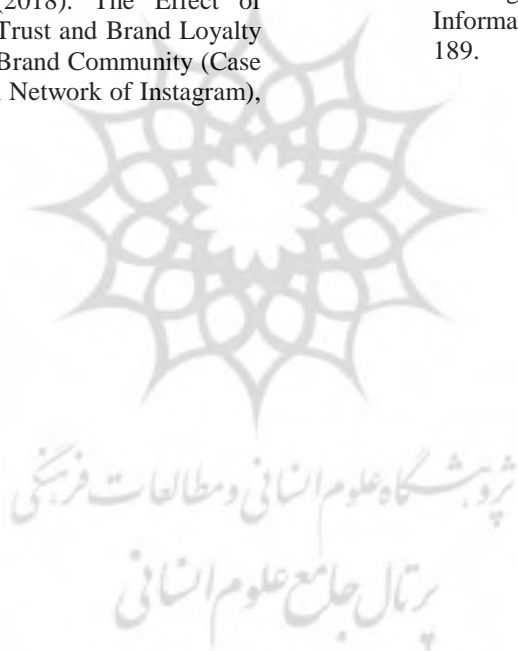 (2018). The Effect of
Trust and Brand Loyalty
Brand Community (Case
Network of Instagram),
Informa
189.
پژوهشگاه علوم انسانی و مطالعات فرهنگی
پرتال جامع علوم انسانی